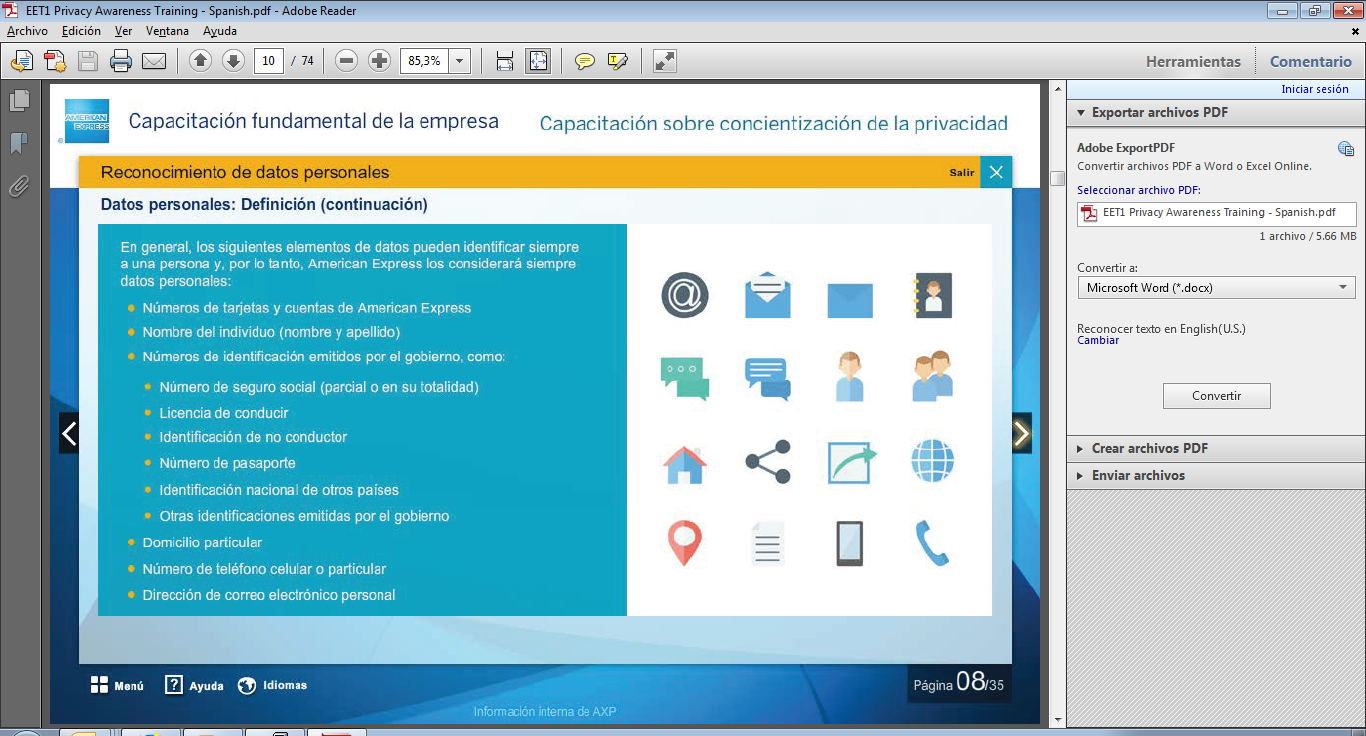 EET1 Privacy Awareness Training - Spanish.pdf - Adobe Reader
Archivo Edición Ver Ventana Ayuda
10 / 74 85,3% Herramientas Comentario
Iniciar sesión
AMERICAN EXPRESS
Capacitación fundamental de la empresa Capacitación sobre concientización de la privacidad
Reconocimiento de datos personales Salir
Datos personales: Definición (continuación)
En general, los siguientes elementos de datos pueden identificar siempre
a una persona y, por lo tanto, American Express los considerará siempre
datos personales:
Números de tarjetas y cuentas de American Express
Nombre del individuo (nombre y apellido)
Números de identificación emitidos por el gobierno, como:
Número de seguro social (parcial o en su totalidad)
Licencia de conducir
Identificación de no conductor
Número de pasaporte
Identificación nacional de otros países
Otras identificaciones emitidas por el gobierno
Domicilio particular
Número de teléfono celular o particular
Dirección de correo electrónico personal
@
Menú ? Ayuda Idiomas
Página 08/35
Información interna de AXP
Exportar archivos PDF
Adobe ExportPDF
Convertir archivos PDF a Word o Excel Online.
Seleccionar archivo PDF:
EET1 Privacy Awareness Training - Spanish.pdf
1 archivo / 5.66 MB
Convertir a:
Microsoft Word (*.docx)
Reconocer texto en English(U.S.)
Cambiar
Convertir
Crear archivos PDF
Enviar archivos